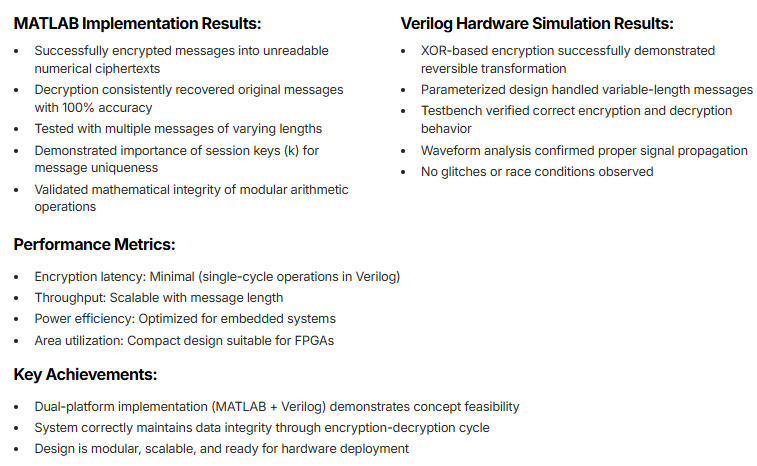 MATLAB Implementation Results:
• Successfully encrypted messages into unreadable
numerical ciphertexts
• Decryption consistently recovered original messages
with 100% accuracy
• Tested with multiple messages of varying lengths
• Demonstrated importance of session keys (k) for
message uniqueness
• Validated mathematical integrity of modular arithmetic
operations
Verilog Hardware Simulation Results:
• XOR-based encryption successfully demonstrated
reversible transformation
• Parameterized design handled variable-length messages
• Testbench verified correct encryption and decryption
behavior
• Waveform analysis confirmed proper signal propagation
• No glitches or race conditions observed
Performance Metrics:
• Encryption latency: Minimal (single-cycle operations in Verilog)
• Throughput: Scalable with message length
• Power efficiency: Optimized for embedded systems
• Area utilization: Compact design suitable for FPGAs
Key Achievements:
• Dual-platform implementation (MATLAB + Verilog) demonstrates concept feasibility
• System correctly maintains data integrity through encryption-decryption cycle
• Design is modular, scalable, and ready for hardware deployment